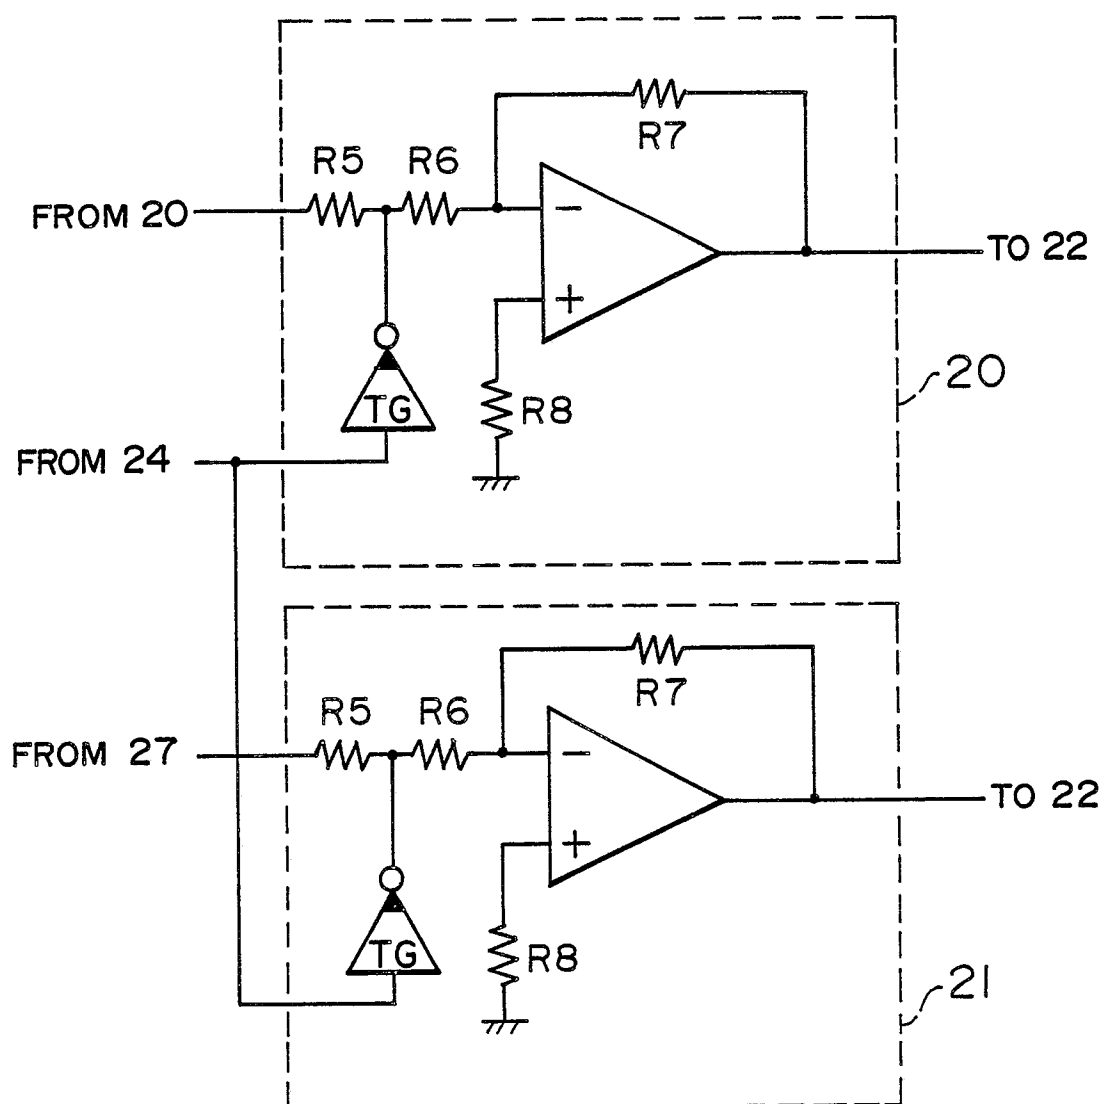 R7
R5 R6
FROM 20
−
TO 22
+
20
TG
R8
FROM 24
R7
R5 R6
FROM 27
−
TO 22
+
TG
R8
21